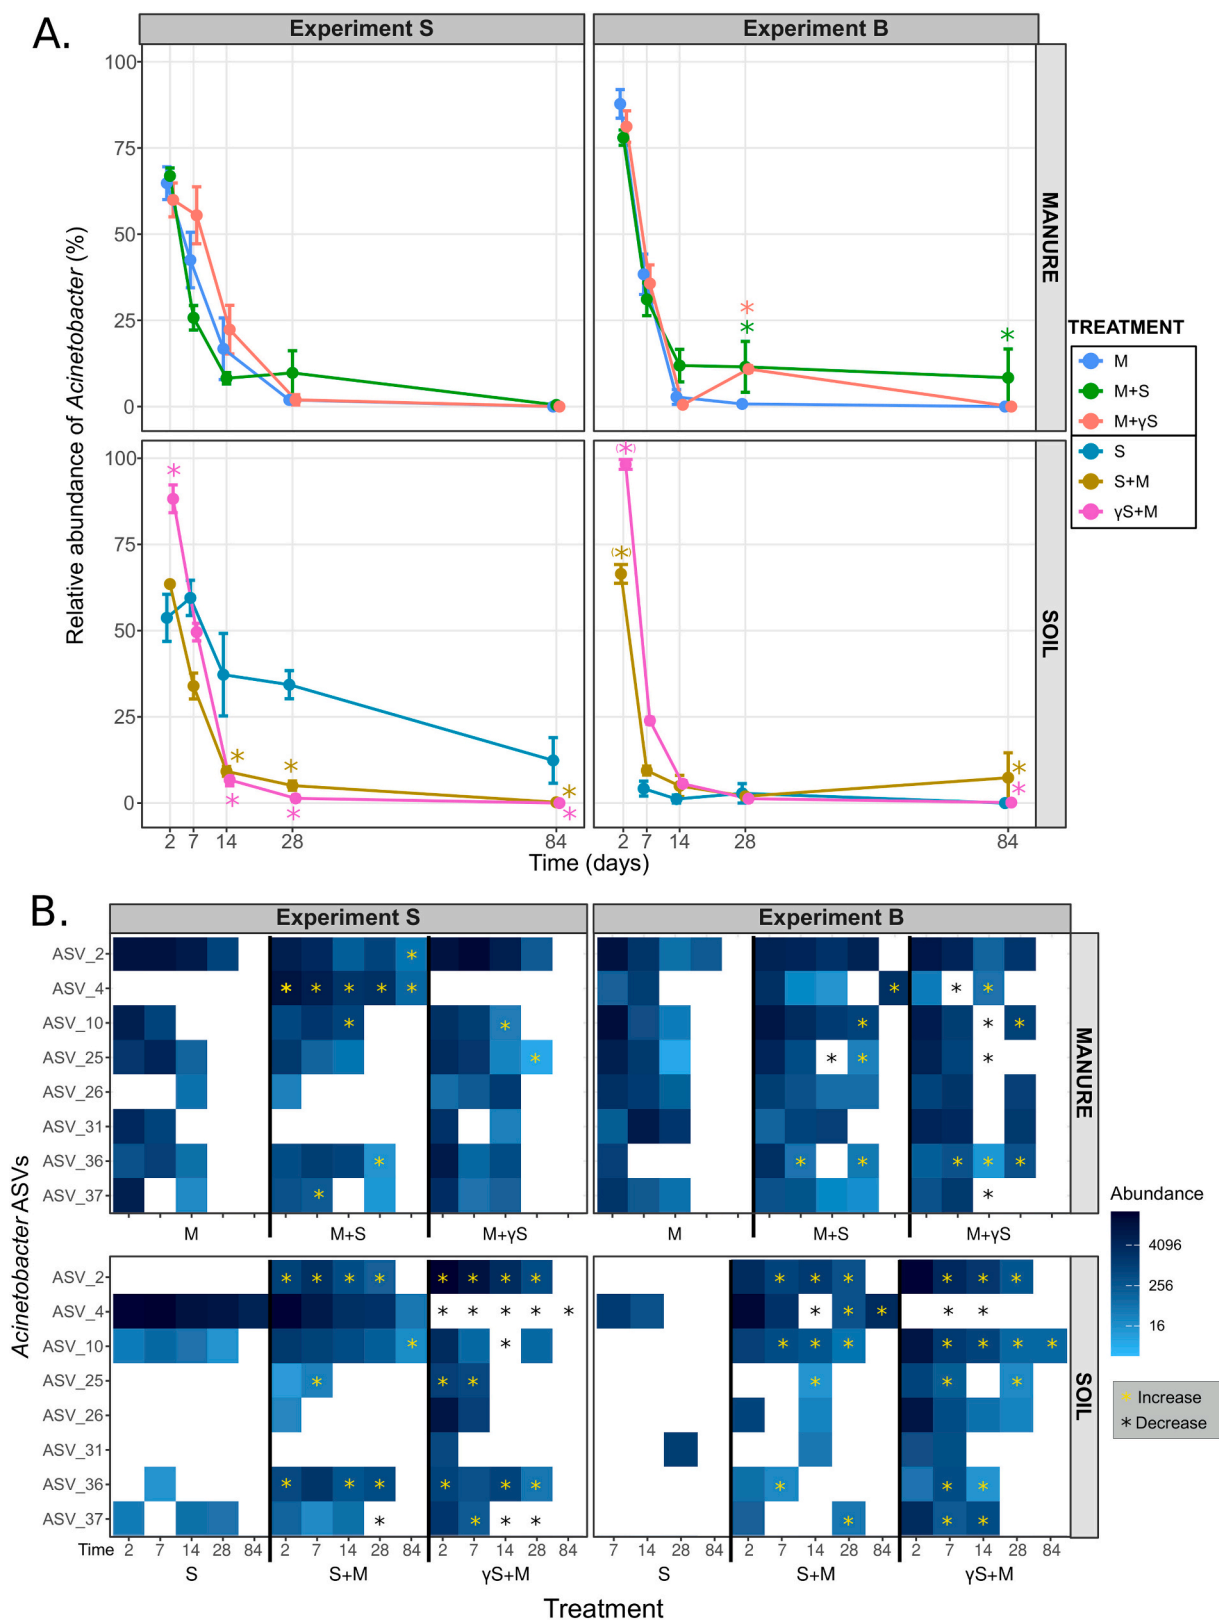 A.
Experiment S
Experiment B
100
75
50
25
0
MANURE
100
75
50
25
0
SOIL
Relative abundance of Acinetobacter (%)
(*)
(*)
2 7 14 28 84
2 7 14 28 84
Time (days)
TREATMENT
M
M+S
M+γS
S
S+M
γS+M
B.
Experiment S
Experiment B
ASV_2
ASV_4
ASV_10
ASV_25
ASV_26
ASV_31
ASV_36
ASV_37
MANURE
M M+S M+γS M M+S M+γS
ASV_2
ASV_4
ASV_10
ASV_25
ASV_26
ASV_31
ASV_36
ASV_37
SOIL
Acinetobacter ASVs
Time 2 7 14 28 84 2 7 14 28 84 2 7 14 28 84 7 14 28 84 2 7 14 28 84 2 7 14 28 84
S S+M γS+M S S+M γS+M
Treatment
Abundance
4096
256
16
* Increase
* Decrease